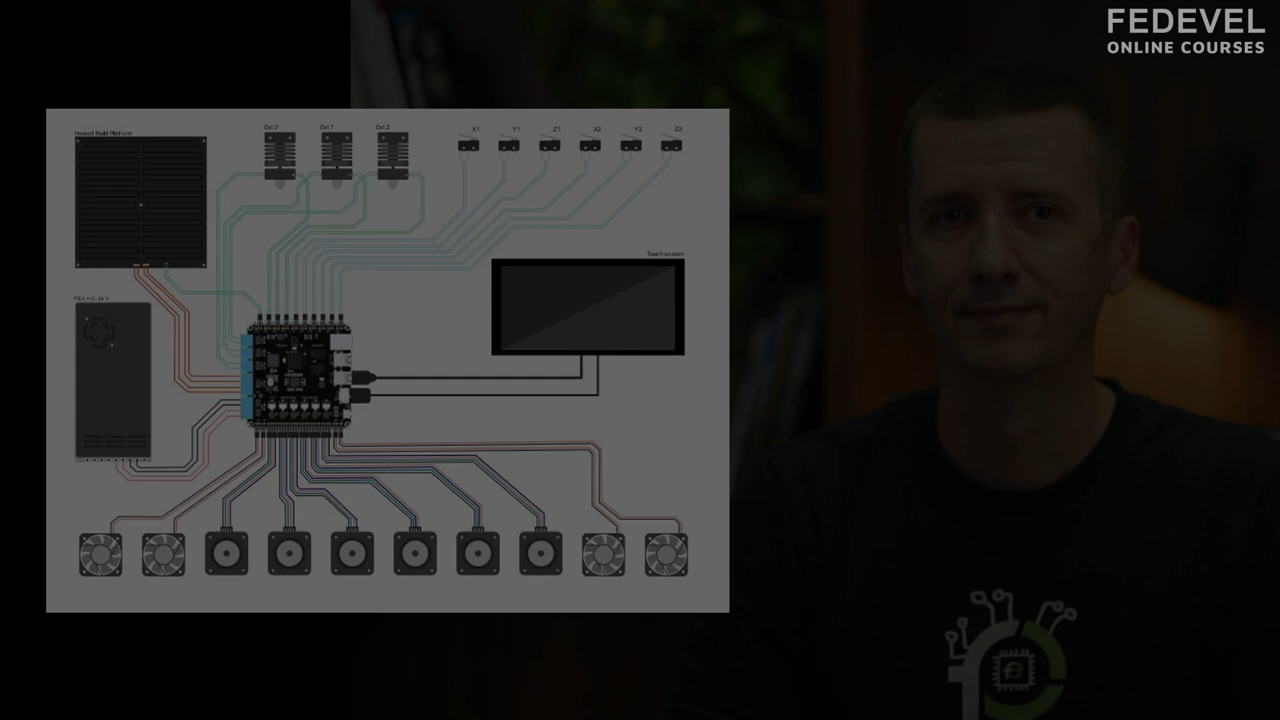 FEDEVEL
ONLINE COURSES
Heated Build Platform
Ext 0
Ext 1
Ext 2
X1
Y1
Z1
X2
Y2
Z2
Touch screen